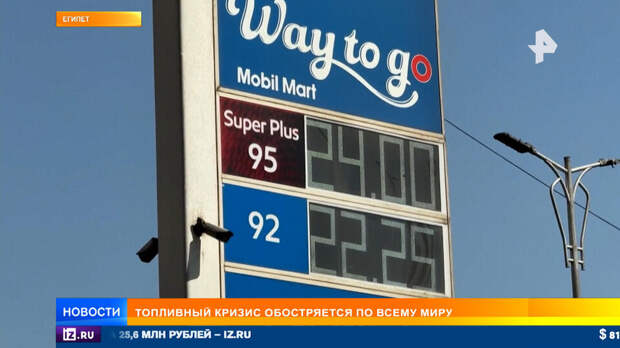 ЕГИПЕТ
Way to go
Mobil Mart
Super Plus
95
24.00
92
22.25
НОВОСТИ
ТОПЛИВНЫЙ КРИЗИС ОБОСТРЯЕТСЯ ПО ВСЕМУ МИРУ
IZ.RU
25,6 МЛН РУБЛЕЙ – IZ.RU
$ 81